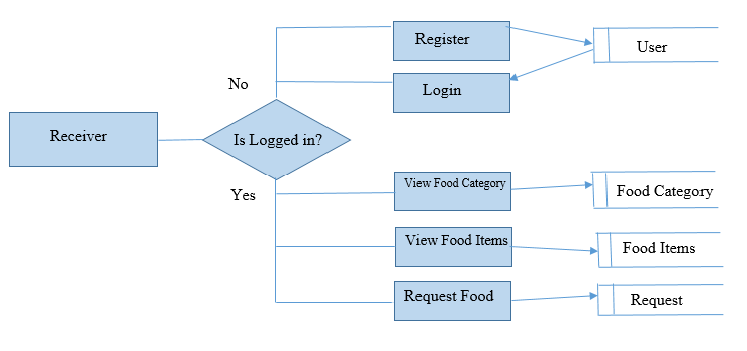 Register
User
No
Login
Receiver
Is Logged in?
Yes
View Food Category
Food Category
View Food Items
Food Items
Request Food
Request